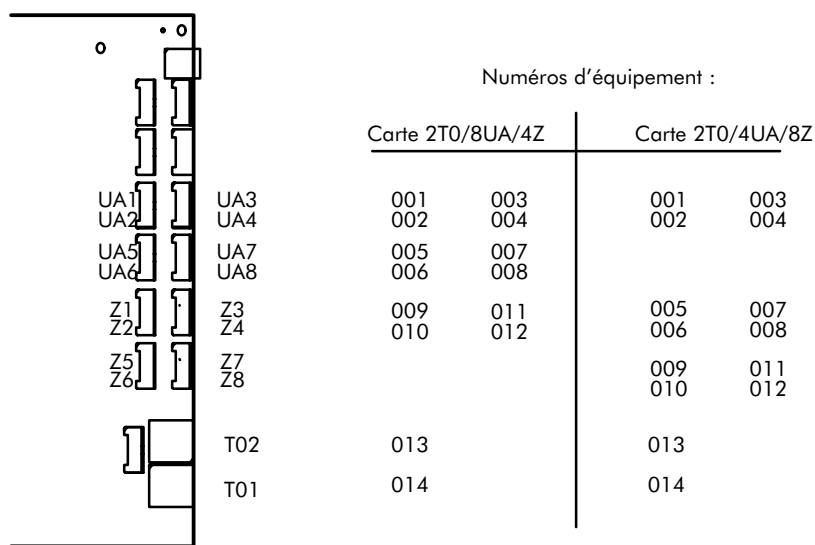 Numéros d'équipement :
Carte 2T0/8UA/4Z Carte 2T0/4UA/8Z
UA1 UA3 001 003 001 003
UA2 UA4 002 004 002 004
UA5 UA7 005 007
UA6 UA8 006 008
Z1 Z3 009 011 005 007
Z2 Z4 010 012 006 008
Z5 Z7 009 011
Z6 Z8 010 012
T02 013 013
T01 014 014